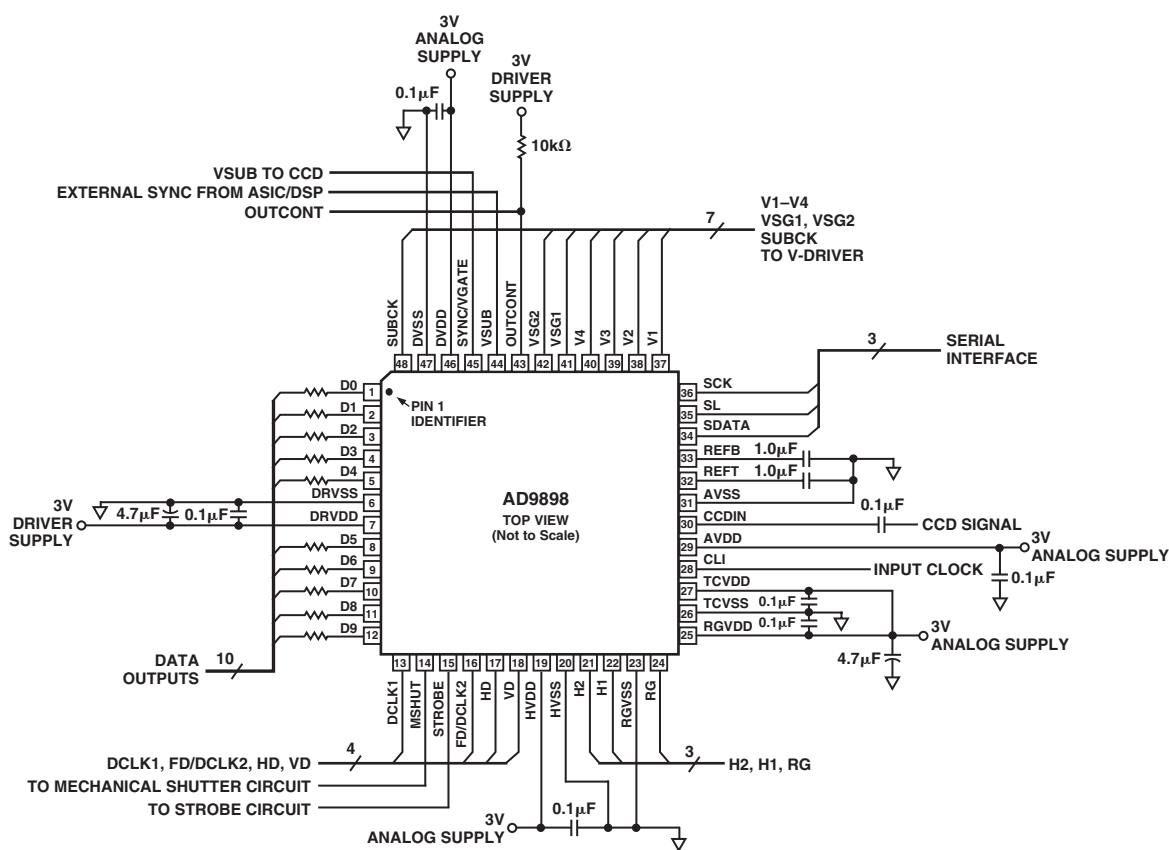 3V
ANALOG
SUPPLY
3V
DRIVER
SUPPLY
0.1μF
10kΩ
VSUB TO CCD
EXTERNAL SYNC FROM ASIC/DSP
OUTCONT
7
V1–V4
VSG1, VSG2
SUBCK
TO V-DRIVER
SUBCK
DVSS
DVDD
SYNC/VGATE
VSUB
OUTCONT
VSG2
VSG1
V4
V3
V2
V1
48
47
46
45
44
43
42
41
40
39
38
37
3
SERIAL
INTERFACE
D0
D1
D2
D3
D4
DRVSS
DRVDD
D5
D6
D7
D8
D9
1
2
3
4
5
6
7
8
9
10
11
12
3V
DRIVER
SUPPLY
4.7μF
0.1μF
DATA
OUTPUTS
10
PIN 1
IDENTIFIER
AD9898
TOP VIEW
(Not to Scale)
36
35
34
33
32
31
30
29
28
27
26
25
SCK
SL
SDATA
REFB
REFT
AVSS
CCDIN
AVDD
CLI
TCVDD
TCVSS
RGVDD
1.0μF
1.0μF
0.1μF
CCD SIGNAL
3V
ANALOG SUPPLY
INPUT CLOCK
0.1μF
0.1μF
0.1μF
3V
ANALOG SUPPLY
4.7μF
13
14
15
16
17
18
19
20
21
22
23
24
DCLK1
MSHUT
STROBE
FD/DCLK2
HD
VD
HVDD
HVSS
H2
H1
RGVSS
RG
DCLK1, FD/DCLK2, HD, VD
4
TO MECHANICAL SHUTTER CIRCUIT
TO STROBE CIRCUIT
3
H2, H1, RG
3V
ANALOG SUPPLY
0.1μF